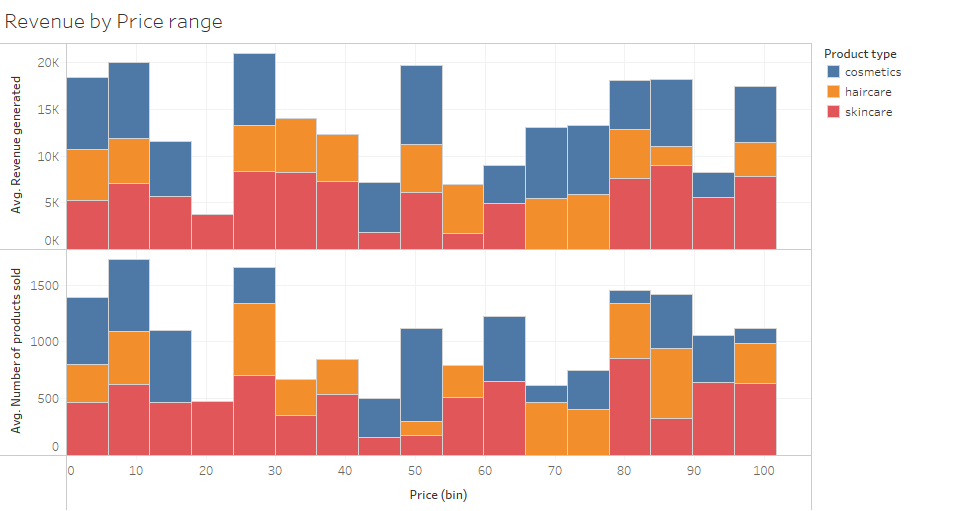 Revenue by Price range
Product type
cosmetics
haircare
skincare
Avg. Revenue generated
20K
15K
10K
5K
0K
Avg. Number of products sold
1500
1000
500
0
0 10 20 30 40 50 60 70 80 90 100
Price (bin)